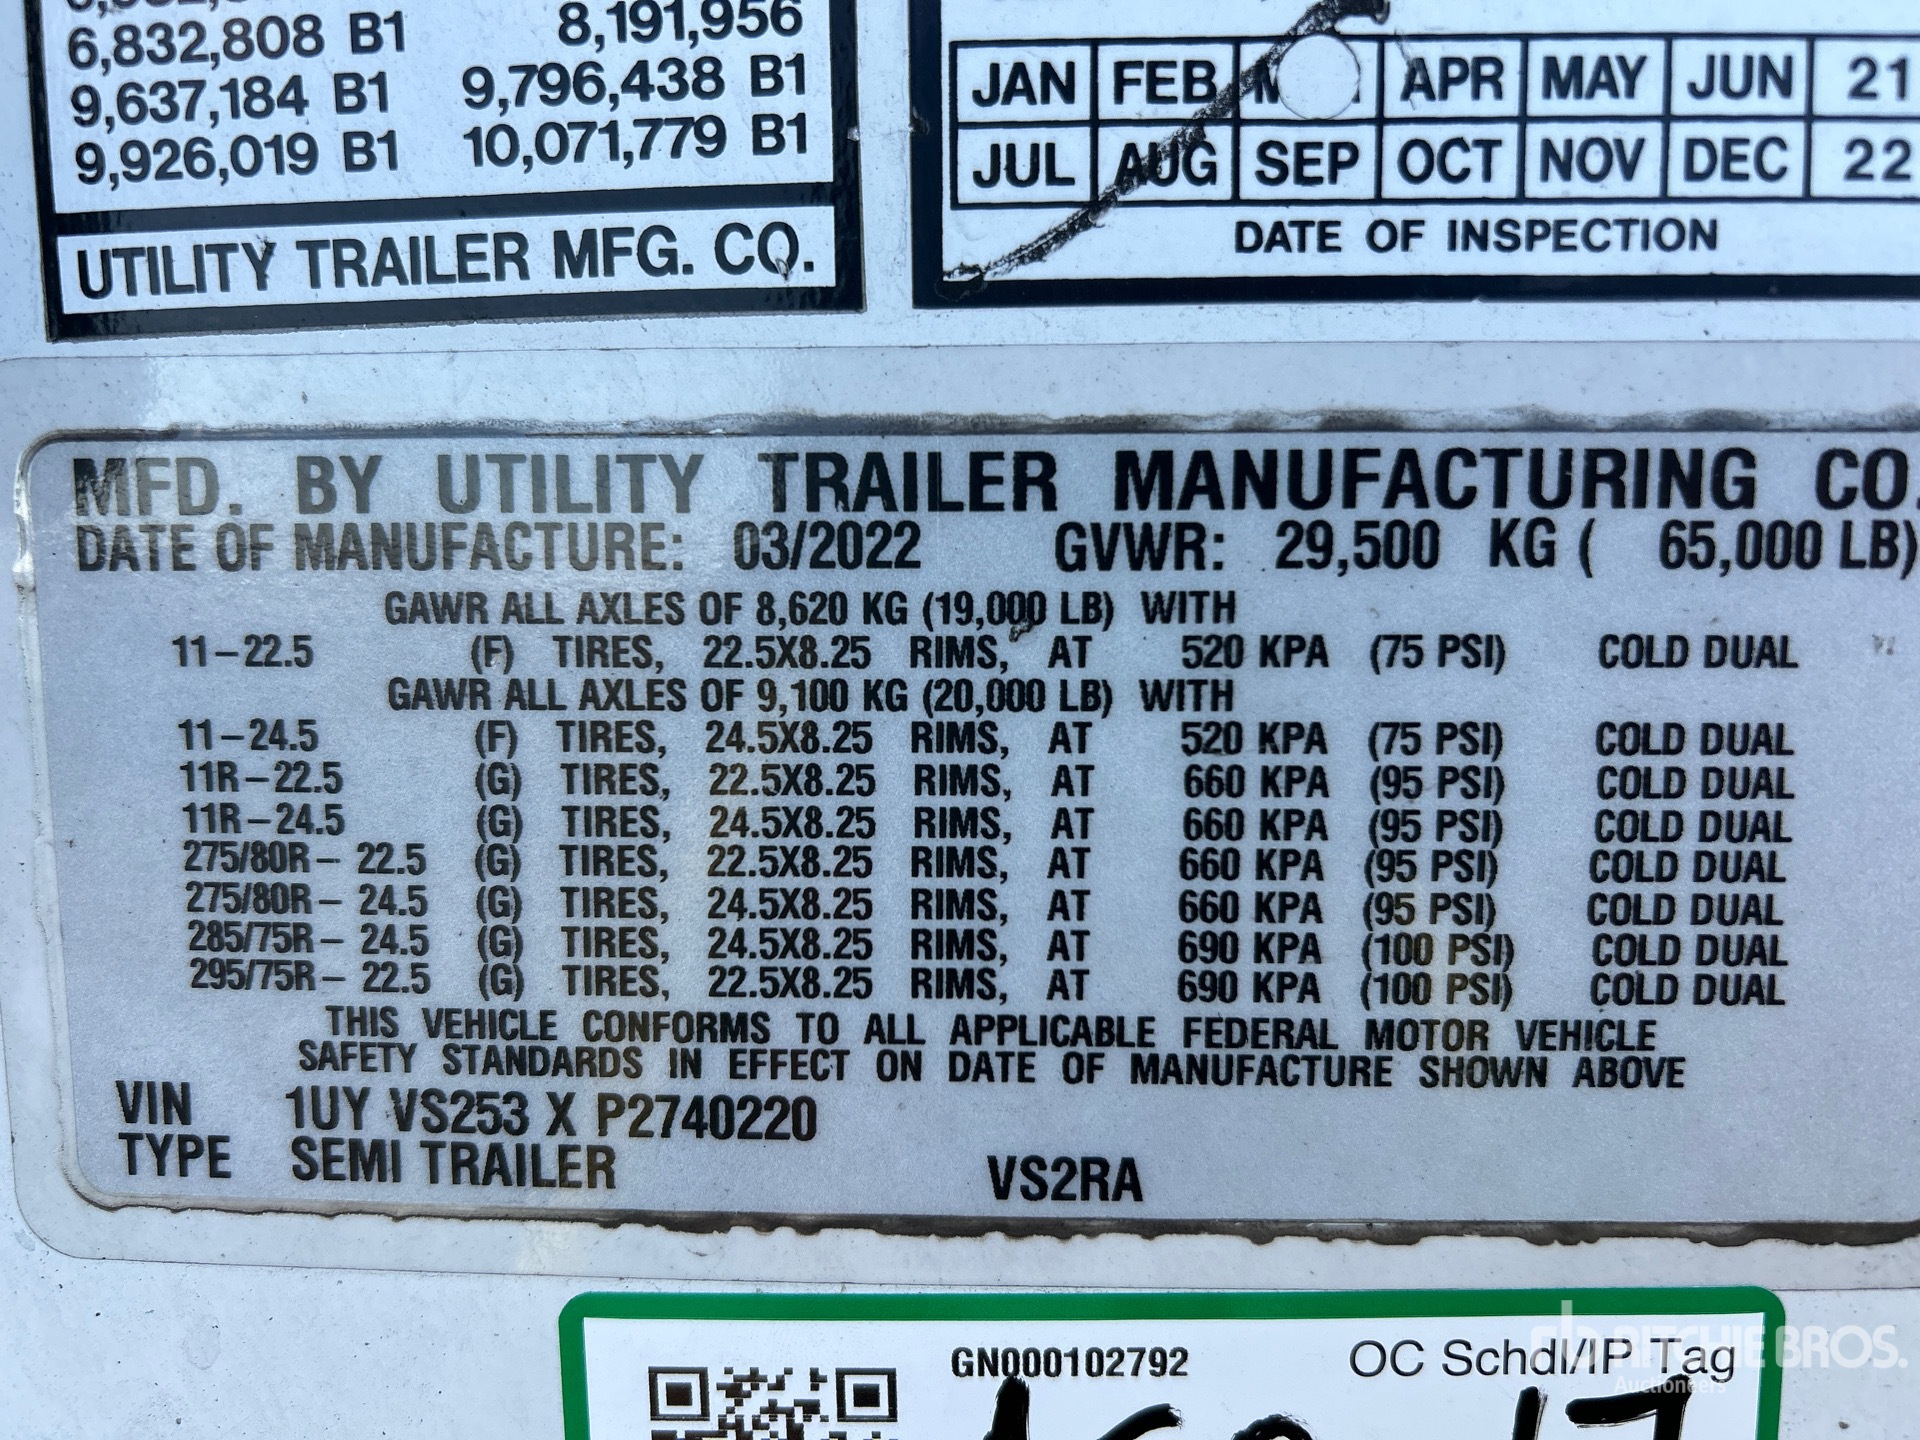 6,832,808 B1 8,191,956
9,637,184 B1 9,796,438 B1
9,926,019 B1 10,071,779 B1
UTILITY TRAILER MFG. CO.
JAN FEB APR MAY JUN 21
JUL AUG SEP OCT NOV DEC 22
DATE OF INSPECTION
MFD. BY UTILITY TRAILER MANUFACTURING CO.
DATE OF MANUFACTURE: 03/2022 GVWR: 29,500 KG ( 65,000 LB)
GAWR ALL AXLES OF 8,620 KG (19,000 LB) WITH
11-22.5 (F) TIRES, 22.5X8.25 RIMS, AT 520 KPA (75 PSI) COLD DUAL
GAWR ALL AXLES OF 9,100 KG (20,000 LB) WITH
11-24.5 (F) TIRES, 24.5X8.25 RIMS, AT 520 KPA (75 PSI) COLD DUAL
11R-22.5 (G) TIRES, 22.5X8.25 RIMS, AT 660 KPA (95 PSI) COLD DUAL
11R-24.5 (G) TIRES, 24.5X8.25 RIMS, AT 660 KPA (95 PSI) COLD DUAL
275/80R- 22.5 (G) TIRES, 22.5X8.25 RIMS, AT 660 KPA (95 PSI) COLD DUAL
275/80R- 24.5 (G) TIRES, 24.5X8.25 RIMS, AT 660 KPA (95 PSI) COLD DUAL
285/75R- 24.5 (G) TIRES, 24.5X8.25 RIMS, AT 690 KPA (100 PSI) COLD DUAL
295/75R- 22.5 (G) TIRES, 22.5X8.25 RIMS, AT 690 KPA (100 PSI) COLD DUAL
THIS VEHICLE CONFORMS TO ALL APPLICABLE FEDERAL MOTOR VEHICLE
SAFETY STANDARDS IN EFFECT ON DATE OF MANUFACTURE SHOWN ABOVE
VIN 1UY VS253 X P2740220
TYPE SEMI TRAILER VS2RA
GN000102792 OC Schdl/IP Tag
RITCHIE BROS.
Auctioneers